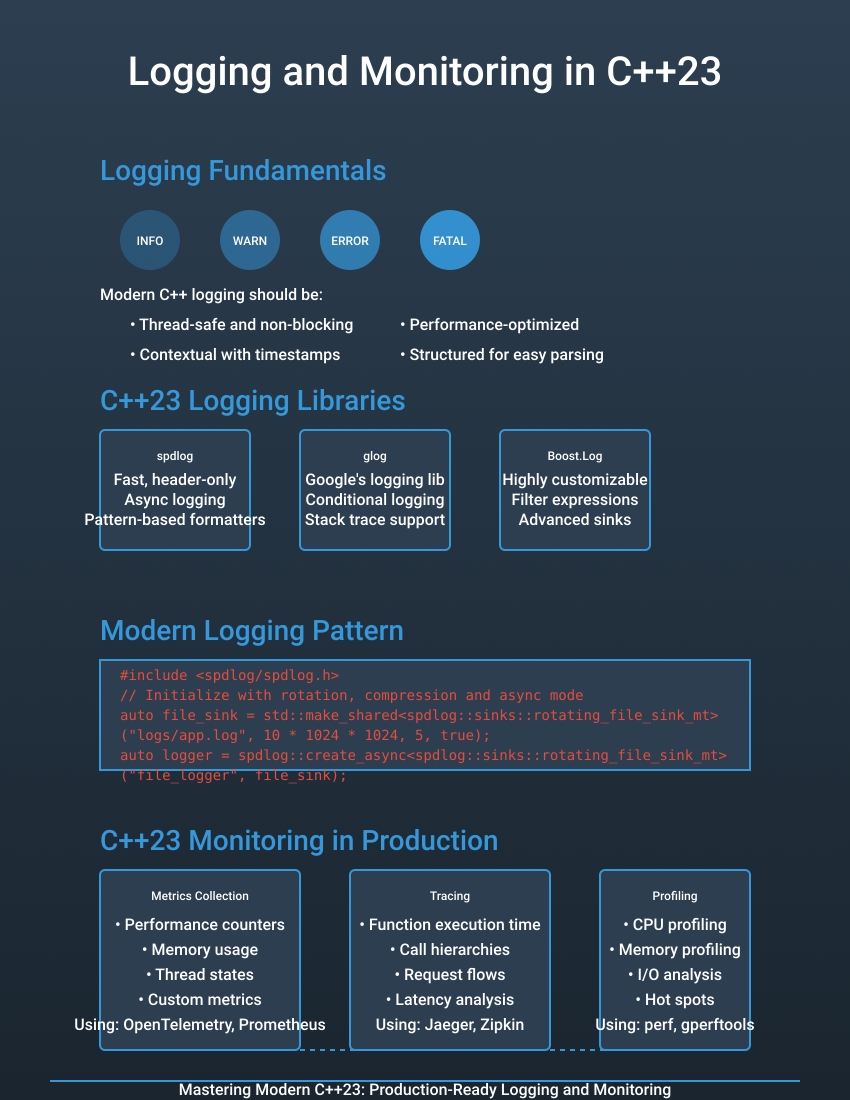 Logging and Monitoring in C++23
Logging Fundamentals
INFO
WARN
ERROR
FATAL
Modern C++ logging should be:
• Thread-safe and non-blocking
• Performance-optimized
• Contextual with timestamps
• Structured for easy parsing
C++23 Logging Libraries
spdlog
Fast, header-only
Async logging
Pattern-based formatters
glog
Google's logging lib
Conditional logging
Stack trace support
Boost.Log
Highly customizable
Filter expressions
Advanced sinks
Modern Logging Pattern
#include <spdlog/spdlog.h>
// Initialize with rotation, compression and async mode
auto file_sink = std::make_shared<spdlog::sinks::rotating_file_sink_mt>
("logs/app.log", 10 * 1024 * 1024, 5, true);
auto logger = spdlog::create_async<spdlog::sinks::rotating_file_sink_mt>
("file_logger", file_sink);
C++23 Monitoring in Production
Metrics Collection
• Performance counters
• Memory usage
• Thread states
• Custom metrics
Using: OpenTelemetry, Prometheus
Tracing
• Function execution time
• Call hierarchies
• Request flows
• Latency analysis
Using: Jaeger, Zipkin
Profiling
• CPU profiling
• Memory profiling
• I/O analysis
• Hot spots
Using: perf, gperftools
Mastering Modern C++23: Production-Ready Logging and Monitoring